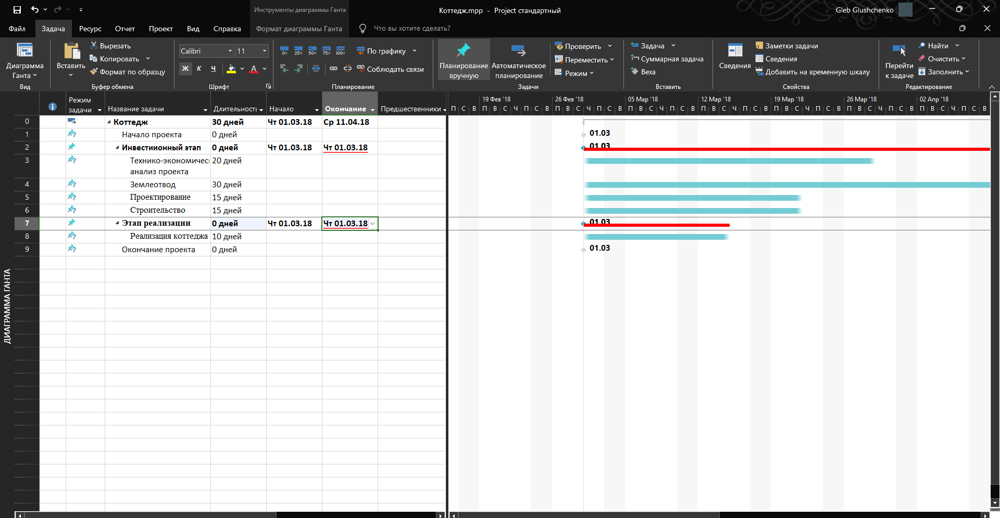 Инструменты диаграммы Ганта
Коттедж.mpp - Project стандартный
Gleb Glushchenko
Файл Задача Ресурс Отчет Проект Вид Справка Формат диаграммы Ганта Что вы хотите сделать?
Диаграмма Ганта
Вид
Вставить
Вырезать
Копировать
Формат по образцу
Буфер обмена
Calibri 11
Ж К Ч А
Шрифт
0% 25% 50% 75% 100%
По графику
Соблюдать связи
Планирование
Планирование вручную
Автоматическое планирование
Проверить
Переместить
Режим
Задачи
Задача
Суммарная задача
Веха
Вставить
Сведения
Заметки задачи
Сведения
Добавить на временную шкалу
Свойства
Перейти к задаче
Найти
Очистить
Заполнить
Редактирование
Режим задачи Название задачи Длительность Начало Окончание Предшественники
19 Фев '18 26 Фев '18 05 Мар '18 12 Мар '18 19 Мар '18 26 Мар '18 02 Апр '18
П С В П В С Ч П С В П В С Ч П С В П В С Ч П С В П В С Ч П С В П В С Ч П С В П В С Ч П С В П В С Ч П С В
0 Коттедж 30 дней Чт 01.03.18 Ср 11.04.18
1 Начало проекта 0 дней 01.03
2 Инвестиионный этап 0 дней Чт 01.03.18 Чт 01.03.18 01.03
3 Технико-экономичес 20 дней
анализ проекта
4 Землеотвод 30 дней
5 Проектирование 15 дней
6 Строительство 15 дней
7 Этап реализации 0 дней Чт 01.03.18 Чт 01.03.18 01.03
8 Реализация коттеджа 10 дней
9 Окончание проекта 0 дней 01.03
ДИАГРАММА ГАНТА